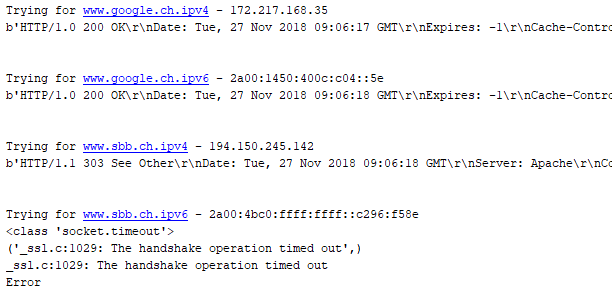 Trying for www.google.ch.ipv4 - 172.217.168.35
b'HTTP/1.0 200 OK\r\nDate: Tue, 27 Nov 2018 09:06:17 GMT\r\nExpires: -1\r\nCache-Contro
Trying for www.google.ch.ipv6 - 2a00:1450:400c:c04::5e
b'HTTP/1.0 200 OK\r\nDate: Tue, 27 Nov 2018 09:06:18 GMT\r\nExpires: -1\r\nCache-Contro
Trying for www.sbb.ch.ipv4 - 194.150.245.142
b'HTTP/1.1 303 See Other\r\nDate: Tue, 27 Nov 2018 09:06:18 GMT\r\nServer: Apache\r\nCo
Trying for www.sbb.ch.ipv6 - 2a00:4bc0:ffff:ffff::c296:f58e
<class 'socket.timeout'>
('_ssl.c:1029: The handshake operation timed out',)
_ssl.c:1029: The handshake operation timed out
Error